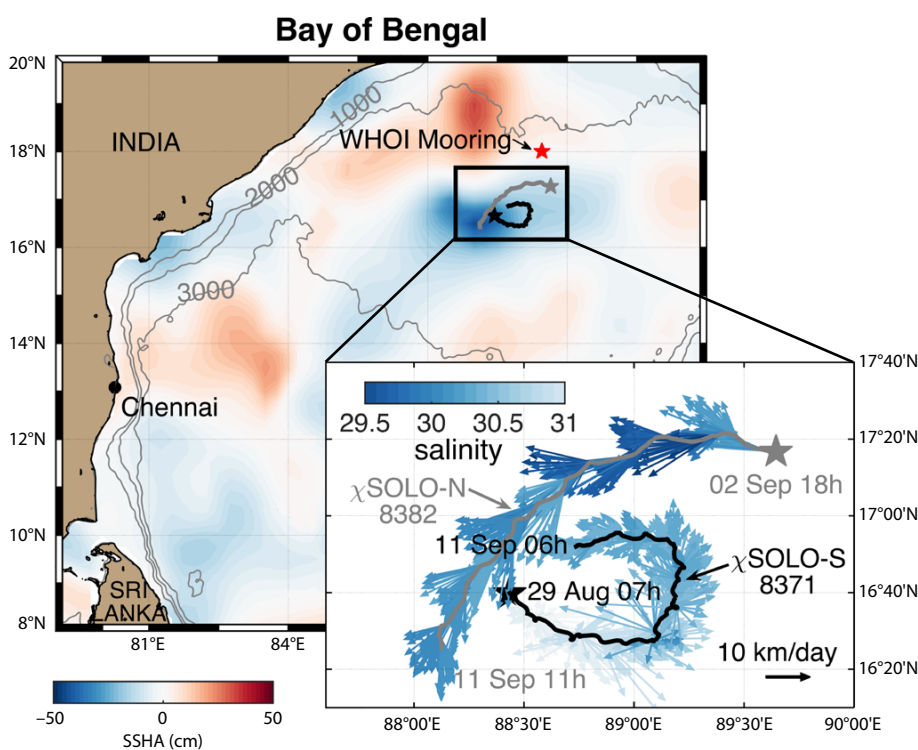 Bay of Bengal
20°N
18°N
16°N
14°N
12°N
10°N
8°N
INDIA
1000
2000
3000
WHOI Mooring
Chennai
SRI
LANKA
81°E
84°E
−50 0 50
SSHA (cm)
29.5 30 30.5 31
salinity
χSOLO-N
8382
02 Sep 18h
11 Sep 06h
29 Aug 07h
χSOLO-S
8371
11 Sep 11h
10 km/day
17°40'N
17°20'N
17°00'N
16°40'N
16°20'N
88°00'E 88°30'E 89°00'E 89°30'E 90°00'E